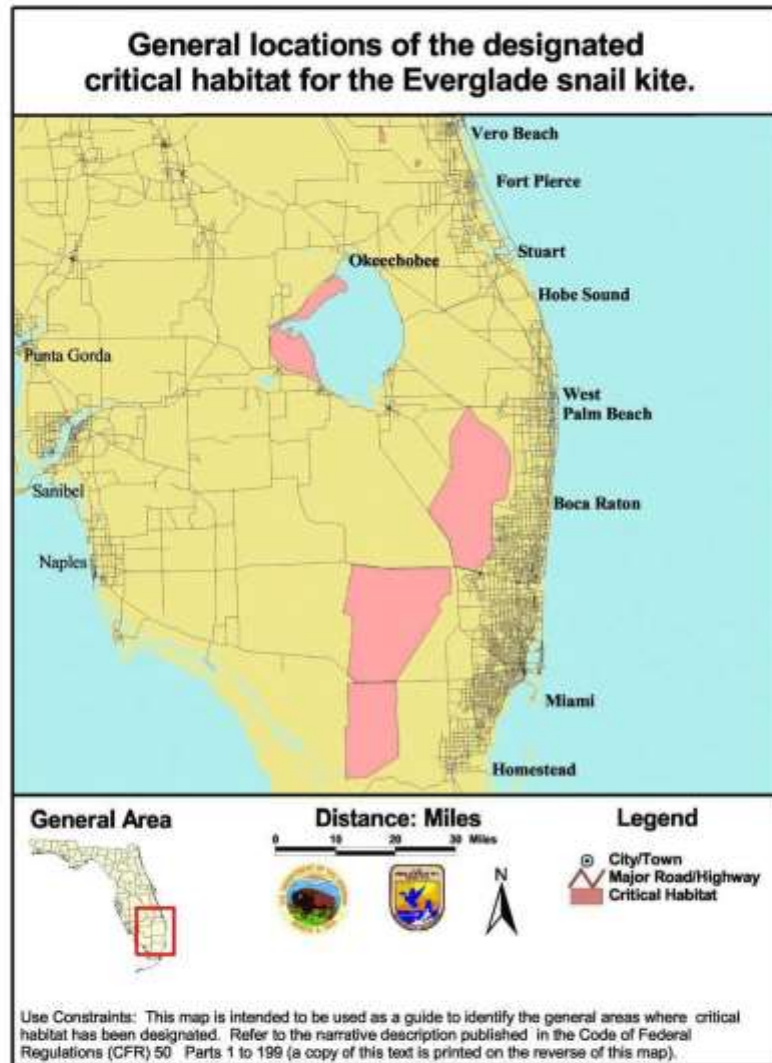 General locations of the designated
critical habitat for the Everglade snail kite.
Vero Beach
Fort Pierce
Stuart
Okeechobee
Hobe Sound
Punta Gorda
West
Palm Beach
Sanibel
Boca Raton
Naples
Miami
Homestead
General Area
Distance: Miles
0 10 20 30 Miles
N
Legend
City/Town
Major Road/Highway
Critical Habitat
Use Constraints: This map is intended to be used as a guide to identify the general areas where critical
habitat has been designated. Refer to the narrative description published in the Code of Federal
Regulations (CFR) 50 Parts 1 to 199 (a copy of this text is printed on the reverse of this map).